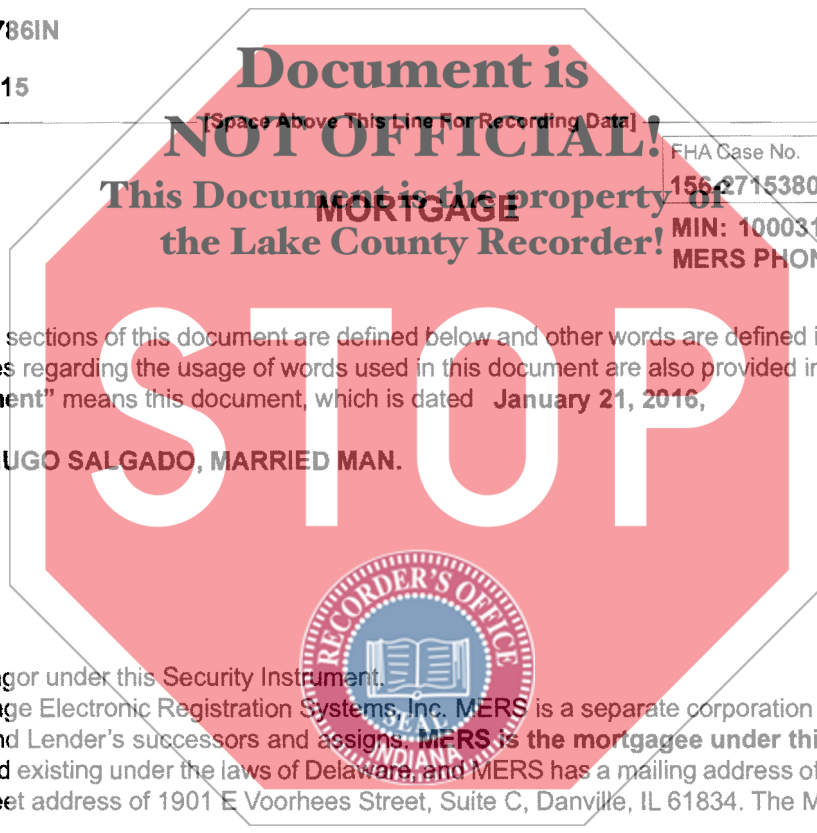 786IN
15
Document is
[Space Above This Line For Recording Data]
NOT OFFICIAL!
FHA Case No.
156-2715380
This Document is the property of
MORTGAGE
the Lake County Recorder!
MIN: 100031
MERS PHON
STOP
sections of this document are defined below and other words are defined i
s regarding the usage of words used in this document are also provided in
ent" means this document, which is dated January 21, 2016,
UGO SALGADO, MARRIED MAN.
RECORDER'S OFFICE
SEAL
INDIANA
gor under this Security Instrument.
ge Electronic Registration Systems, Inc. MERS is a separate corporation
nd Lender's successors and assigns. MERS is the mortgagee under thi
d existing under the laws of Delaware, and MERS has a mailing address of
eet address of 1901 E Voorhees Street, Suite C, Danville, IL 61834. The M